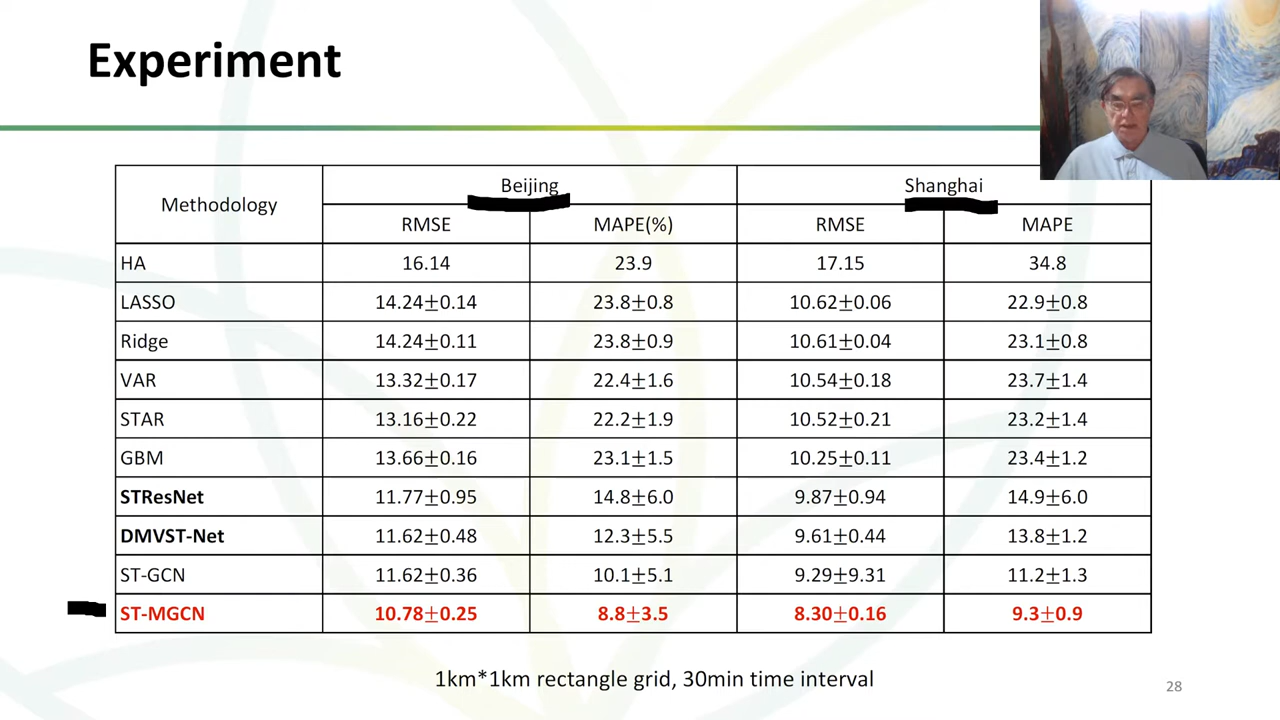 Experiment
Methodology Beijing Shanghai
RMSE MAPE(%) RMSE MAPE
HA 16.14 23.9 17.15 34.8
LASSO 14.24±0.14 23.8±0.8 10.62±0.06 22.9±0.8
Ridge 14.24±0.11 23.8±0.9 10.61±0.04 23.1±0.8
VAR 13.32±0.17 22.4±1.6 10.54±0.18 23.7±1.4
STAR 13.16±0.22 22.2±1.9 10.52±0.21 23.2±1.4
GBM 13.66±0.16 23.1±1.5 10.25±0.11 23.4±1.2
STResNet 11.77±0.95 14.8±6.0 9.87±0.94 14.9±6.0
DMVST-Net 11.62±0.48 12.3±5.5 9.61±0.44 13.8±1.2
ST-GCN 11.62±0.36 10.1±5.1 9.29±9.31 11.2±1.3
ST-MGCN 10.78±0.25 8.8±3.5 8.30±0.16 9.3±0.9
1km*1km rectangle grid, 30min time interval
28